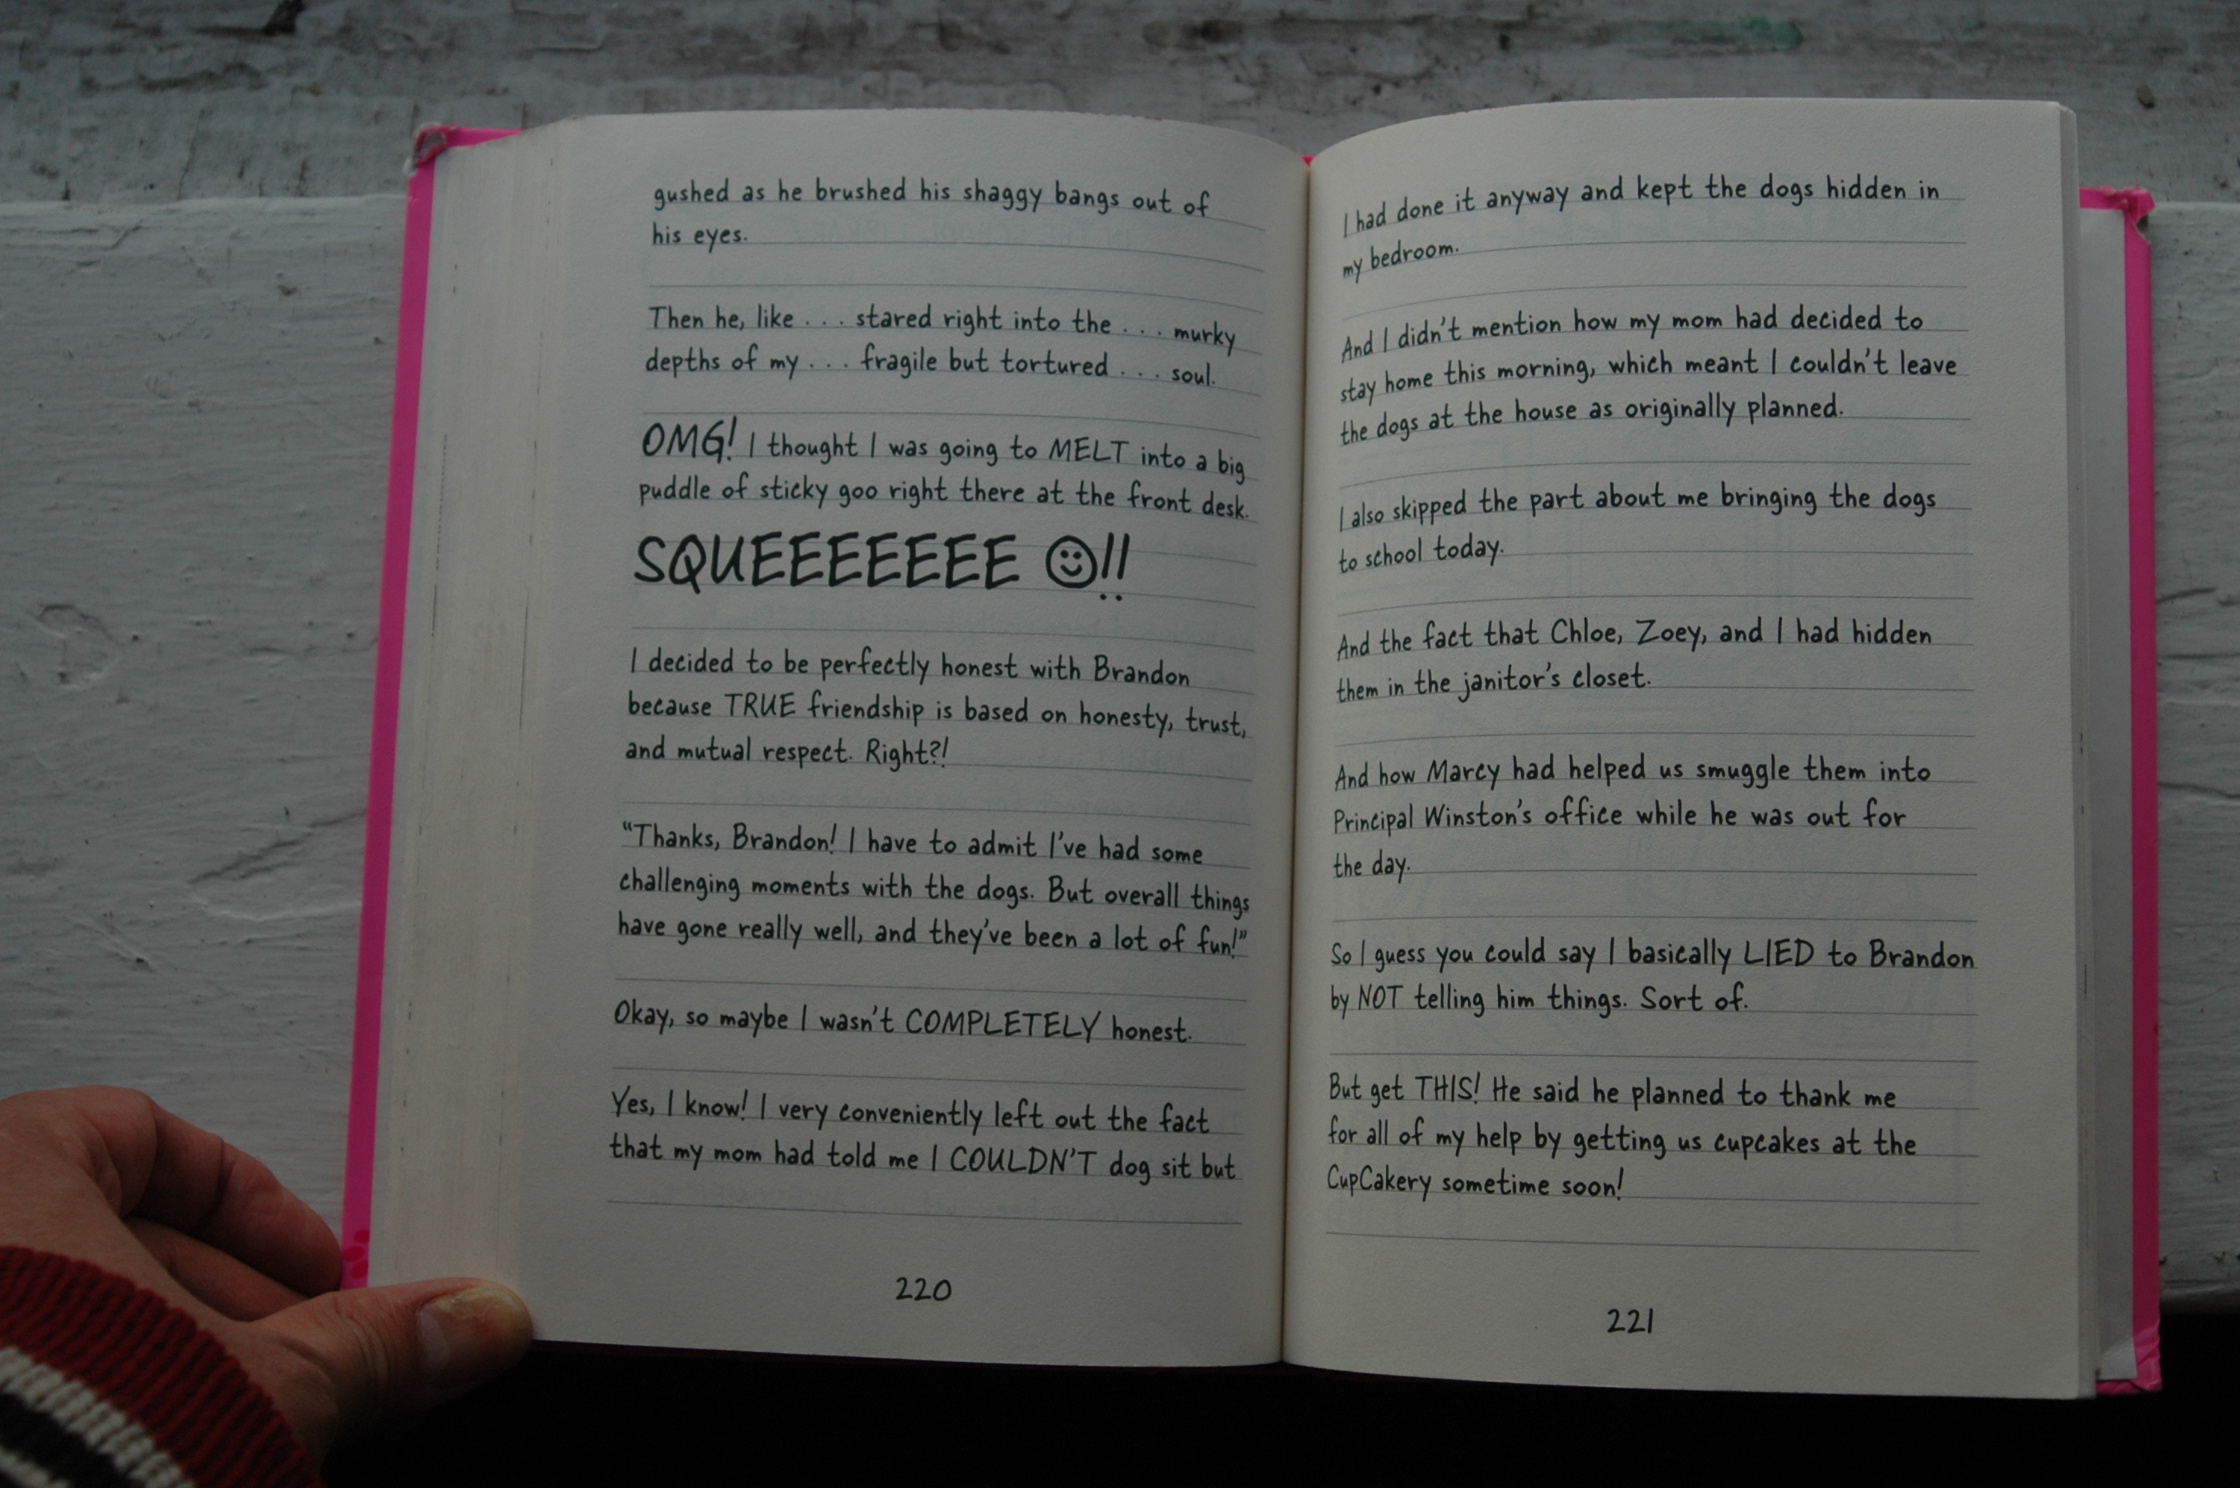 gushed as he brushed his shaggy bangs out of
his eyes.
Then he, like . . . stared right into the . . . murky
depths of my . . . fragile but tortured . . . soul.
OMG! I thought I was going to MELT into a big
puddle of sticky goo right there at the front desk.
SQUEEEEEEEE ☺!!
I decided to be perfectly honest with Brandon
because TRUE friendship is based on honesty, trust,
and mutual respect. Right?!
“Thanks, Brandon! I have to admit I’ve had some
challenging moments with the dogs. But overall things
have gone really well, and they’ve been a lot of fun!”
Okay, so maybe I wasn’t COMPLETELY honest.
Yes, I know! I very conveniently left out the fact
that my mom had told me I COULDN’T dog sit but
220
I had done it anyway and kept the dogs hidden in
my bedroom.
And I didn’t mention how my mom had decided to
stay home this morning, which meant I couldn’t leave
the dogs at the house as originally planned.
I also skipped the part about me bringing the dogs
to school today.
And the fact that Chloe, Zoey, and I had hidden
them in the janitor’s closet.
And how Marcy had helped us smuggle them into
Principal Winston’s office while he was out for
the day.
So I guess you could say I basically LIED to Brandon
by NOT telling him things. Sort of.
But get THIS! He said he planned to thank me
for all of my help by getting us cupcakes at the
CupCakery sometime soon!
221